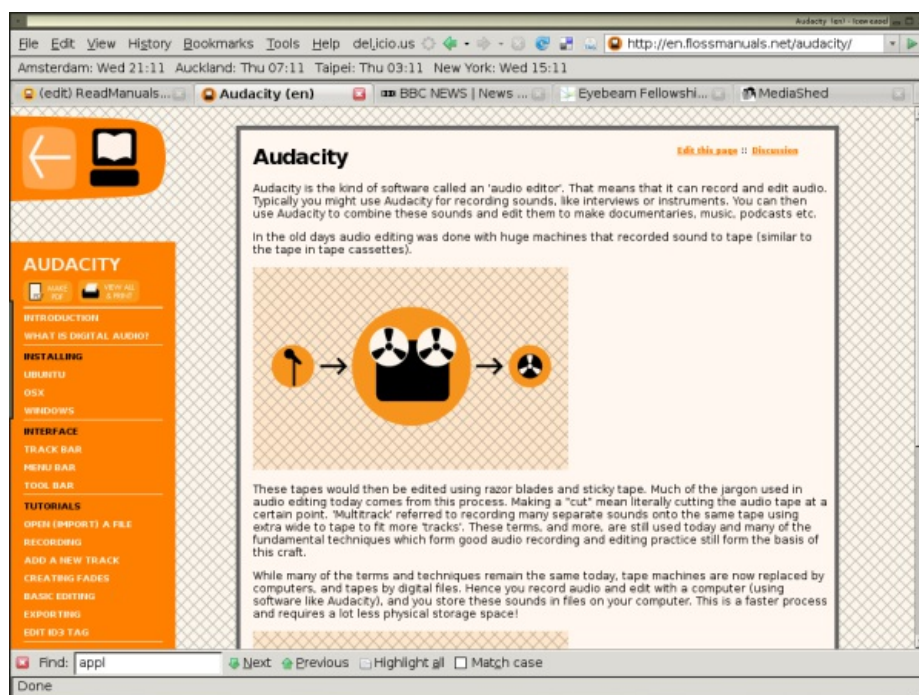 Audacity (en) - Iceweasel
File Edit View History Bookmarks Tools Help del.icio.us http://en.flossmanuals.net/audacity/
Amsterdam: Wed 21:11 Auckland: Thu 07:11 Taipei: Thu 03:11 New York: Wed 15:11
(edit) ReadManuals... Audacity (en) BBC NEWS | News ... Eyebeam Fellowshi... MediaShed
AUDACITY
MAKE PDF
VIEW ALL & PRINT
INTRODUCTION
WHAT IS DIGITAL AUDIO?
INSTALLING
UBUNTU
OSX
WINDOWS
INTERFACE
TRACK BAR
MENU BAR
TOOL BAR
TUTORIALS
OPEN (IMPORT) A FILE
RECORDING
ADD A NEW TRACK
CREATING FADES
BASIC EDITING
EXPORTING
EDIT ID3 TAG
Audacity
Edit this page :: Discussion
Audacity is the kind of software called an 'audio editor'. That means that it can record and edit audio.
Typically you might use Audacity for recording sounds, like interviews or instruments. You can then
use Audacity to combine these sounds and edit them to make documentaries, music, podcasts etc.
In the old days audio editing was done with huge machines that recorded sound to tape (similar to
the tape in tape cassettes).
These tapes would then be edited using razor blades and sticky tape. Much of the jargon used in
audio editing today comes from this process. Making a "cut" mean literally cutting the audio tape at a
certain point. 'Multitrack' referred to recording many separate sounds onto the same tape using
extra wide to tape to fit more 'tracks'. These terms, and more, are still used today and many of the
fundamental techniques which form good audio recording and editing practice still form the basis of
this craft.
While many of the terms and techniques remain the same today, tape machines are now replaced by
computers, and tapes by digital files. Hence you record audio and edit with a computer (using
software like Audacity), and you store these sounds in files on your computer. This is a faster process
and requires a lot less physical storage space!
Find: appl Next Previous Highlight all Match case
Done